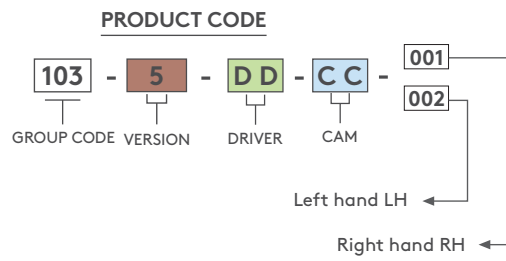 PRODUCT CODE
103 - 5 - D D - C C - 001
002
GROUP CODE VERSION DRIVER CAM
Left hand LH
Right hand RH